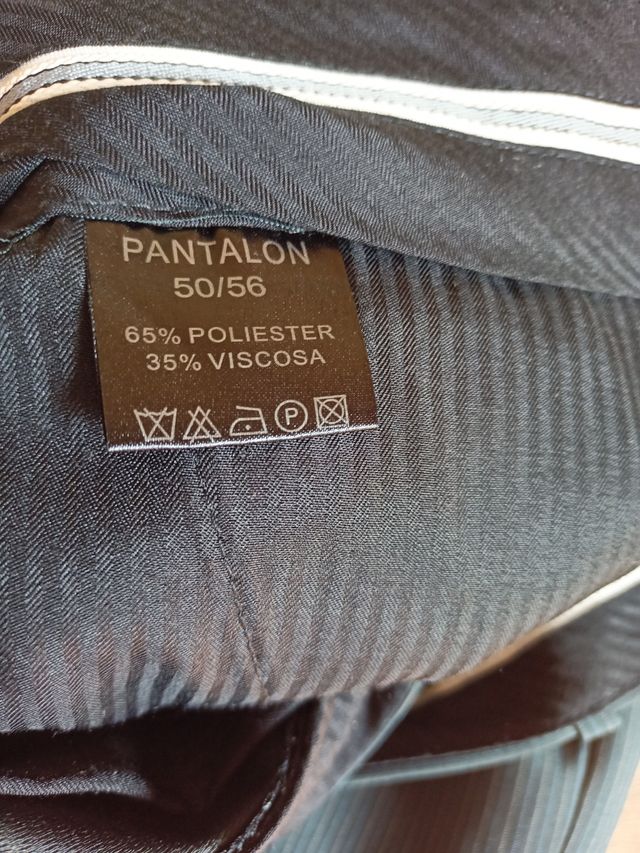 PANTALON
50/56
65% POLIESTER
35% VISCOSA
P